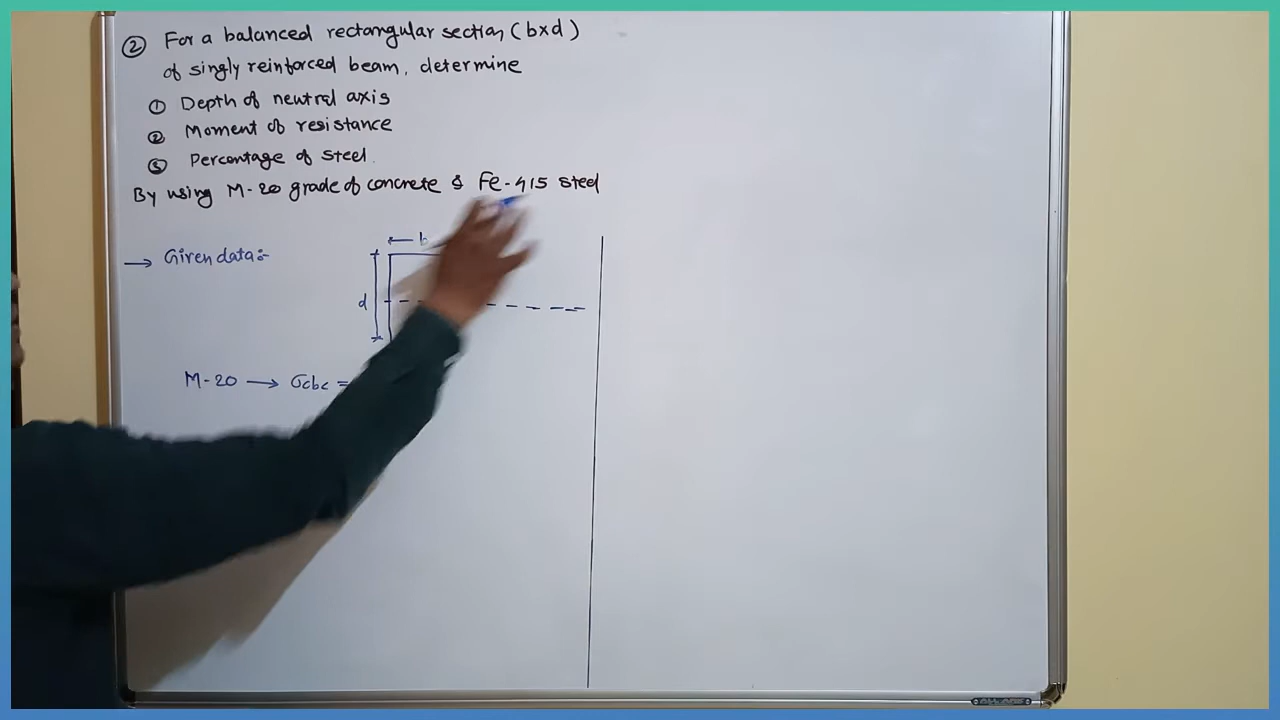 ② For a balanced rectangular section (b×d)
of singly reinforced beam, determine
① Depth of neutral axis
② Moment of resistance
③ Percentage of steel.
By using M-20 grade of concrete & Fe-415 steel
→ Given data:-
b
d
M-20 → σcbc =